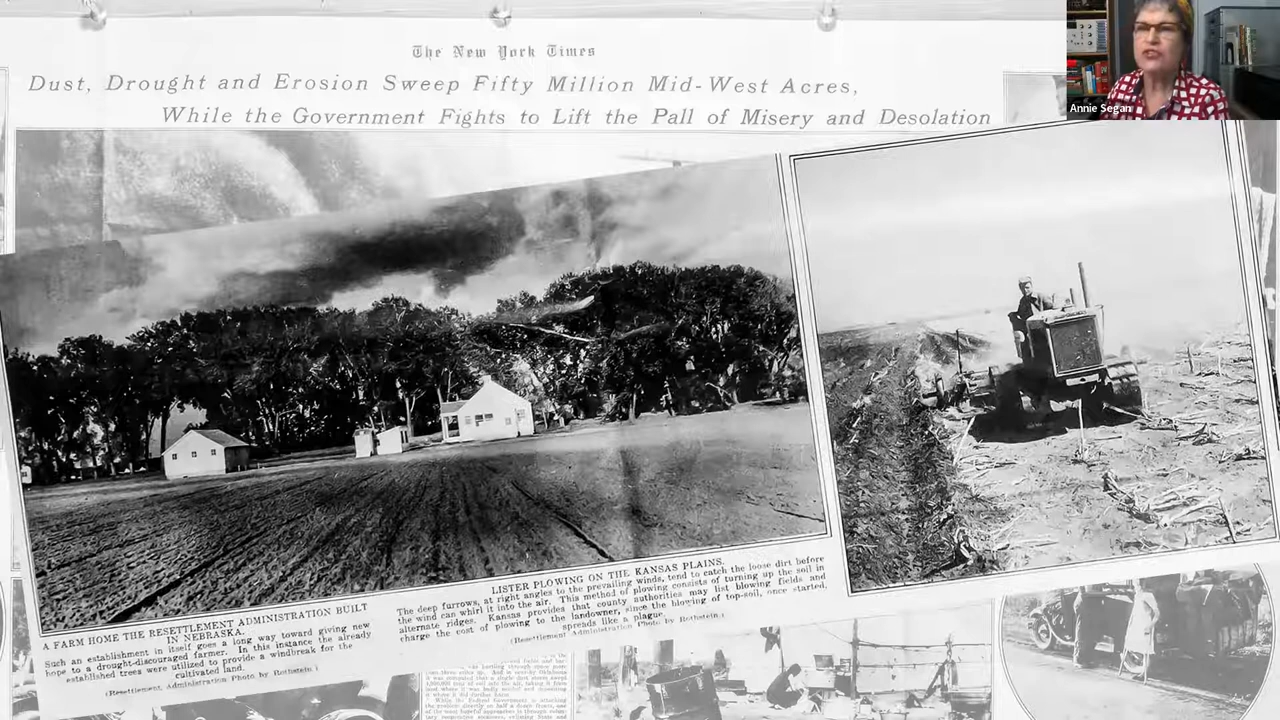 The New York Times
Dust, Drought and Erosion Sweep Fifty Million Mid-West Acres,
While the Government Fights to Lift the Pall of Misery and Desolation
Annie Segan
A FARM HOME THE RESETTLEMENT ADMINISTRATION BUILT
IN NEBRASKA.
Such an establishment in itself goes a long way toward giving new
hope to a drought-discouraged farmer. In this instance the already
established trees were utilized to provide a windbreak for the
cultivated land.
(Resettlement Administration Photo by Rothstein.)
LISTER PLOWING ON THE KANSAS PLAINS.
The deep furrows, at right angles to the prevailing winds, tend to catch the loose dirt before
the wind can whirl it into the air. This method of plowing consists of turning up the soil in
alternate ridges. Kansas provides that county authorities may list blowing fields and
charge the cost of plowing to the landowner, since the blowing of top-soil, once started,
spreads like a plague.
(Resettlement Administration Photo by Rothstein.)